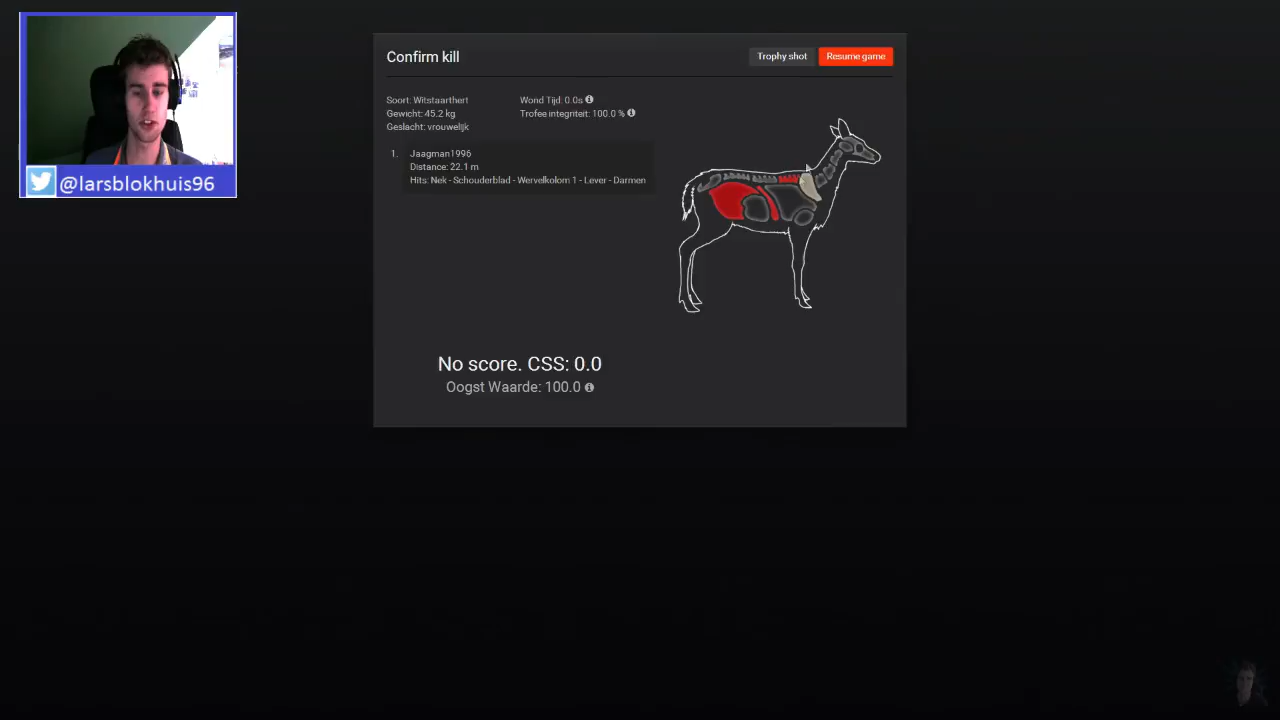 @larsblokhuis96
Confirm kill
Trophy shot
Resume game
Soort: Witstaarthert
Gewicht: 45.2 kg
Geslacht: vrouwelijk
Wond Tijd: 0.0s
Trofee integriteit: 100.0 %
1. Jaagman1996
Distance: 22.1 m
Hits: Nek - Schouderblad - Wervelkolom 1 - Lever - Darmen
No score. CSS: 0.0
Oogst Waarde: 100.0